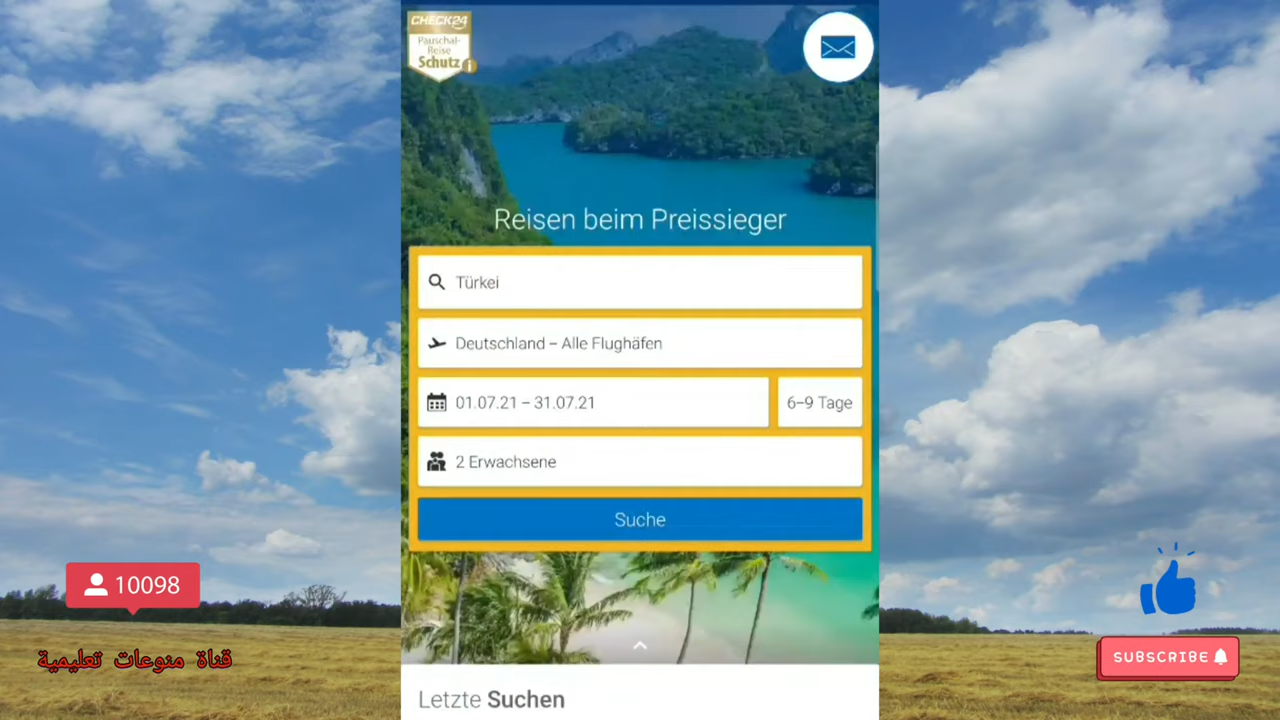 CHECK24
Pauschal-
Reise
Schutz i
Reisen beim Preissieger
Türkei
Deutschland – Alle Flughäfen
01.07.21 – 31.07.21
6–9 Tage
2 Erwachsene
Suche
10098
قناة منوعات تعليمية
SUBSCRIBE
Letzte Suchen